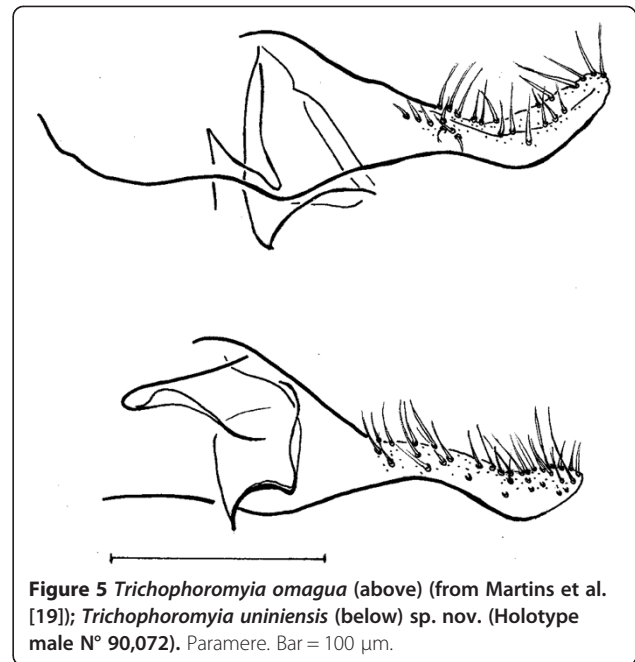 Figure 5 Trichophoromyia omagua (above) (from Martins et al.
[19]); Trichophoromyia uniniensis (below) sp. nov. (Holotype
male N° 90,072). Paramere. Bar = 100 μm.